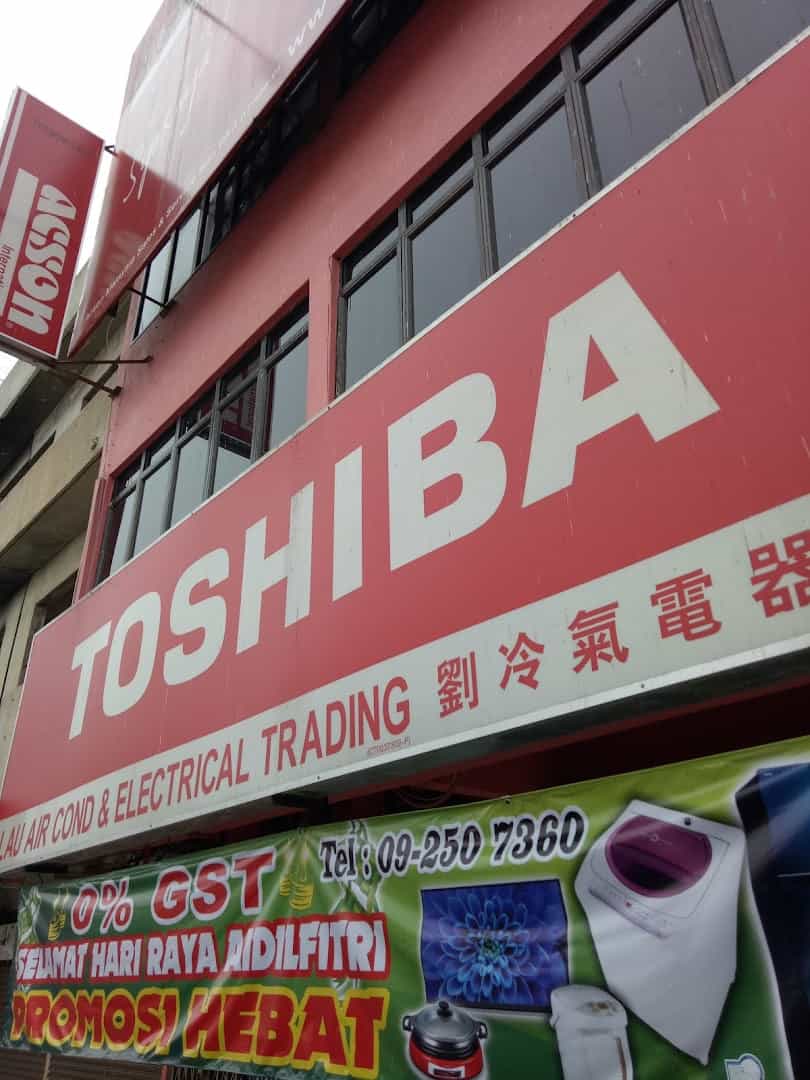 ACSON
TOSHIBA
LAU AIR COND & ELECTRICAL TRADING 劉冷氣電器
Tel : 09-250 7360
0% GST
SELAMAT HARI RAYA AIDILFITRI
PROMOSI HEBAT